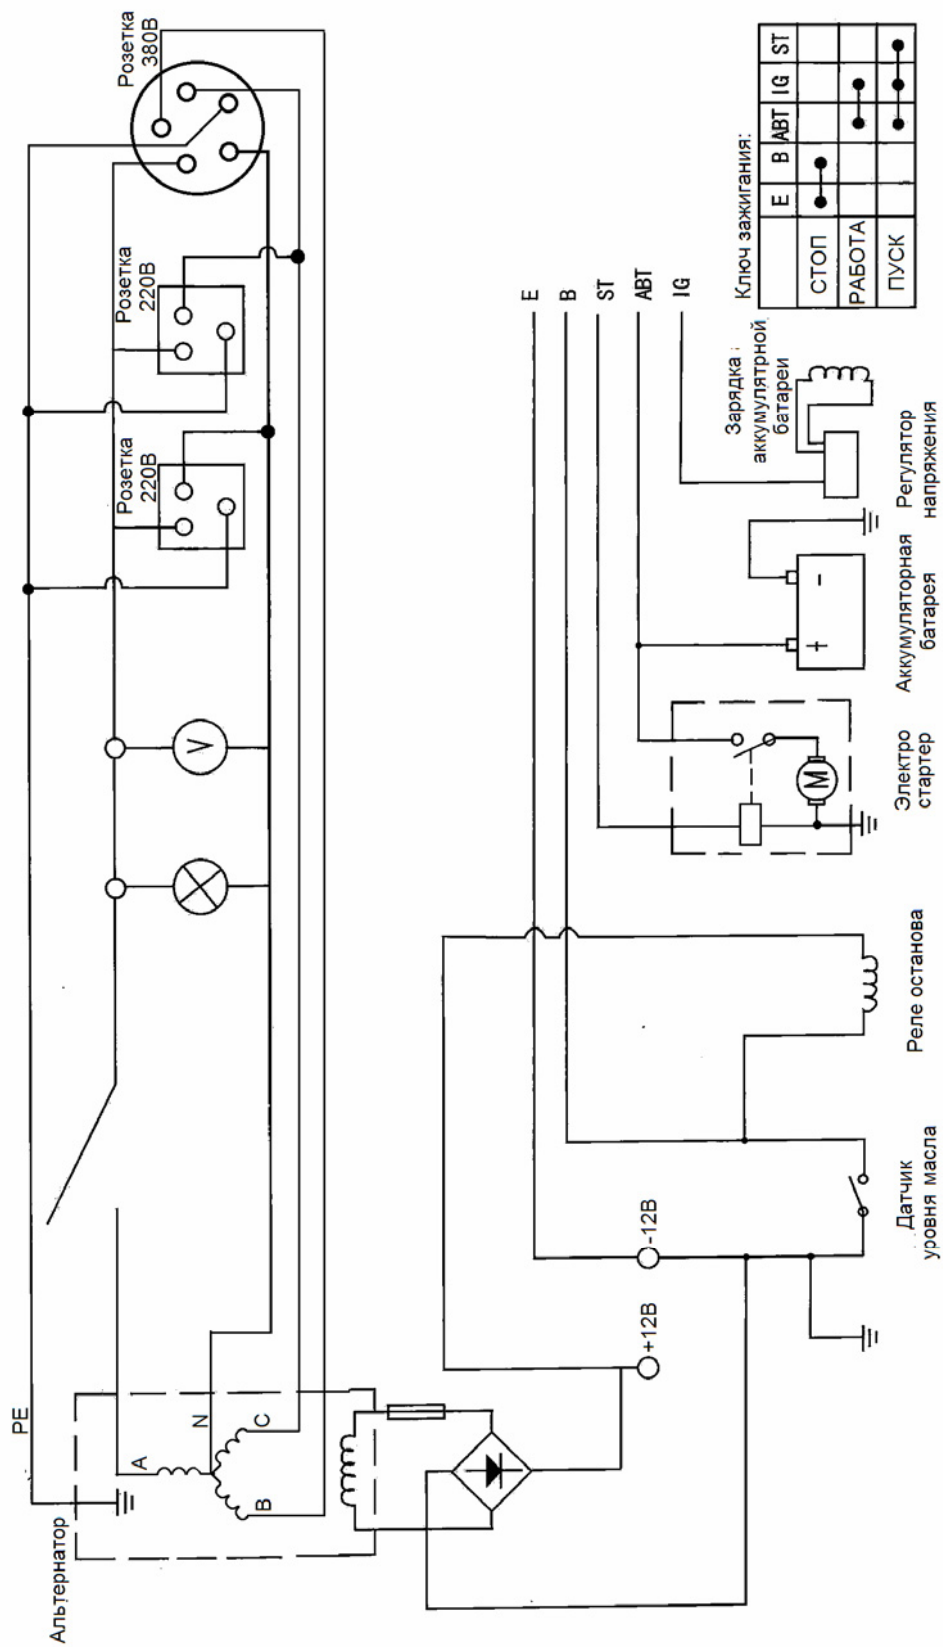 Альтернатор
PE
A
N
B
C
V
Розетка
220В
Розетка
220В
Розетка
380В
+12В
-12В
E
B
ST
ABT
IG
M
+
-
Датчик
уровня масла
Реле останова
Электро
стартер
Аккумуляторная
батарея
Регулятор
напряжения
Зарядка
аккумулятрной
батареи
Ключ зажигания:
E B ABT IG ST
СТОП
РАБОТА
ПУСК